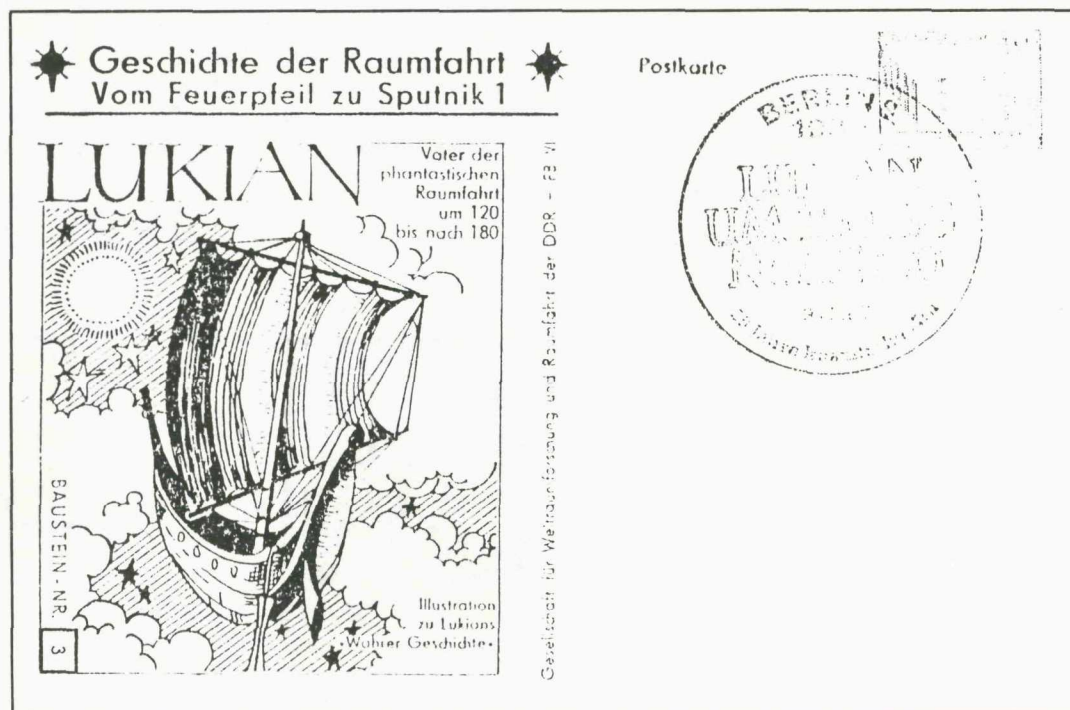 Geschichte der Raumfahrt
Vom Feuerpfeil zu Sputnik 1
LUKIAN
Vater der
phantastischen
Raumfahrt
um 120
bis nach 180
BAUSTEIN-NR.
3
Illustration
zu Lukians
»Wahrer Geschichte«
Gesellschaft für Weltraumforschung und Raumfahrt der DDR - FB VI
Postkarte
BERLIN